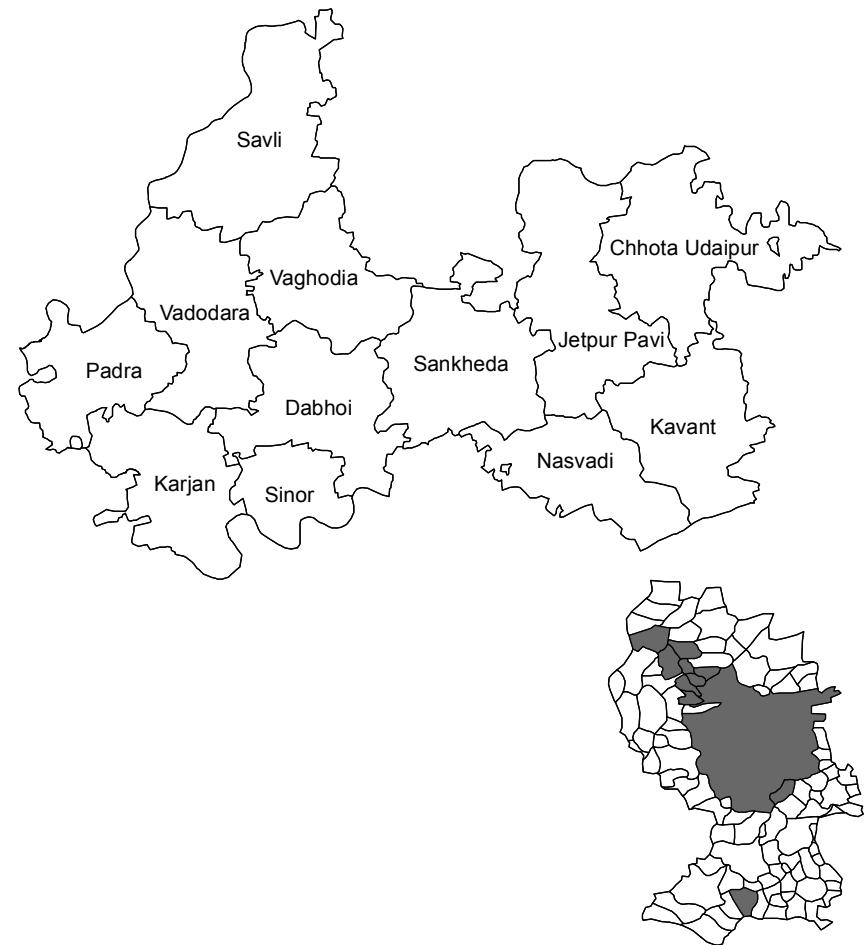 Savli
Chhota Udaipur
Vaghodia
Vadodara
Jetpur Pavi
Sankheda
Padra
Dabhoi
Kavant
Nasvadi
Karjan
Sinor